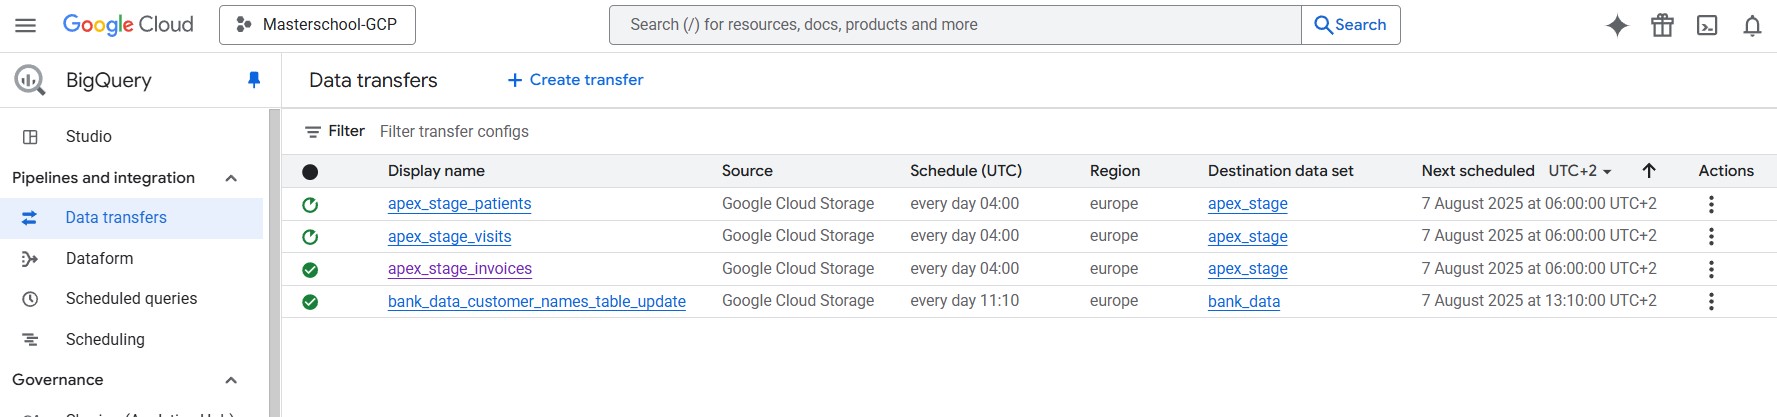 Google Cloud
Masterschool-GCP
Search (/) for resources, docs, products and more
Search
BigQuery
Data transfers
Create transfer
Studio
Pipelines and integration
Data transfers
Dataform
Scheduled queries
Scheduling
Governance
Filter Filter transfer configs
Display name Source Schedule (UTC) Region Destination data set Next scheduled UTC+2 Actions
apex_stage_patients Google Cloud Storage every day 04:00 europe apex_stage 7 August 2025 at 06:00:00 UTC+2
apex_stage_visits Google Cloud Storage every day 04:00 europe apex_stage 7 August 2025 at 06:00:00 UTC+2
apex_stage_invoices Google Cloud Storage every day 04:00 europe apex_stage 7 August 2025 at 06:00:00 UTC+2
bank_data_customer_names_table_update Google Cloud Storage every day 11:10 europe bank_data 7 August 2025 at 13:10:00 UTC+2